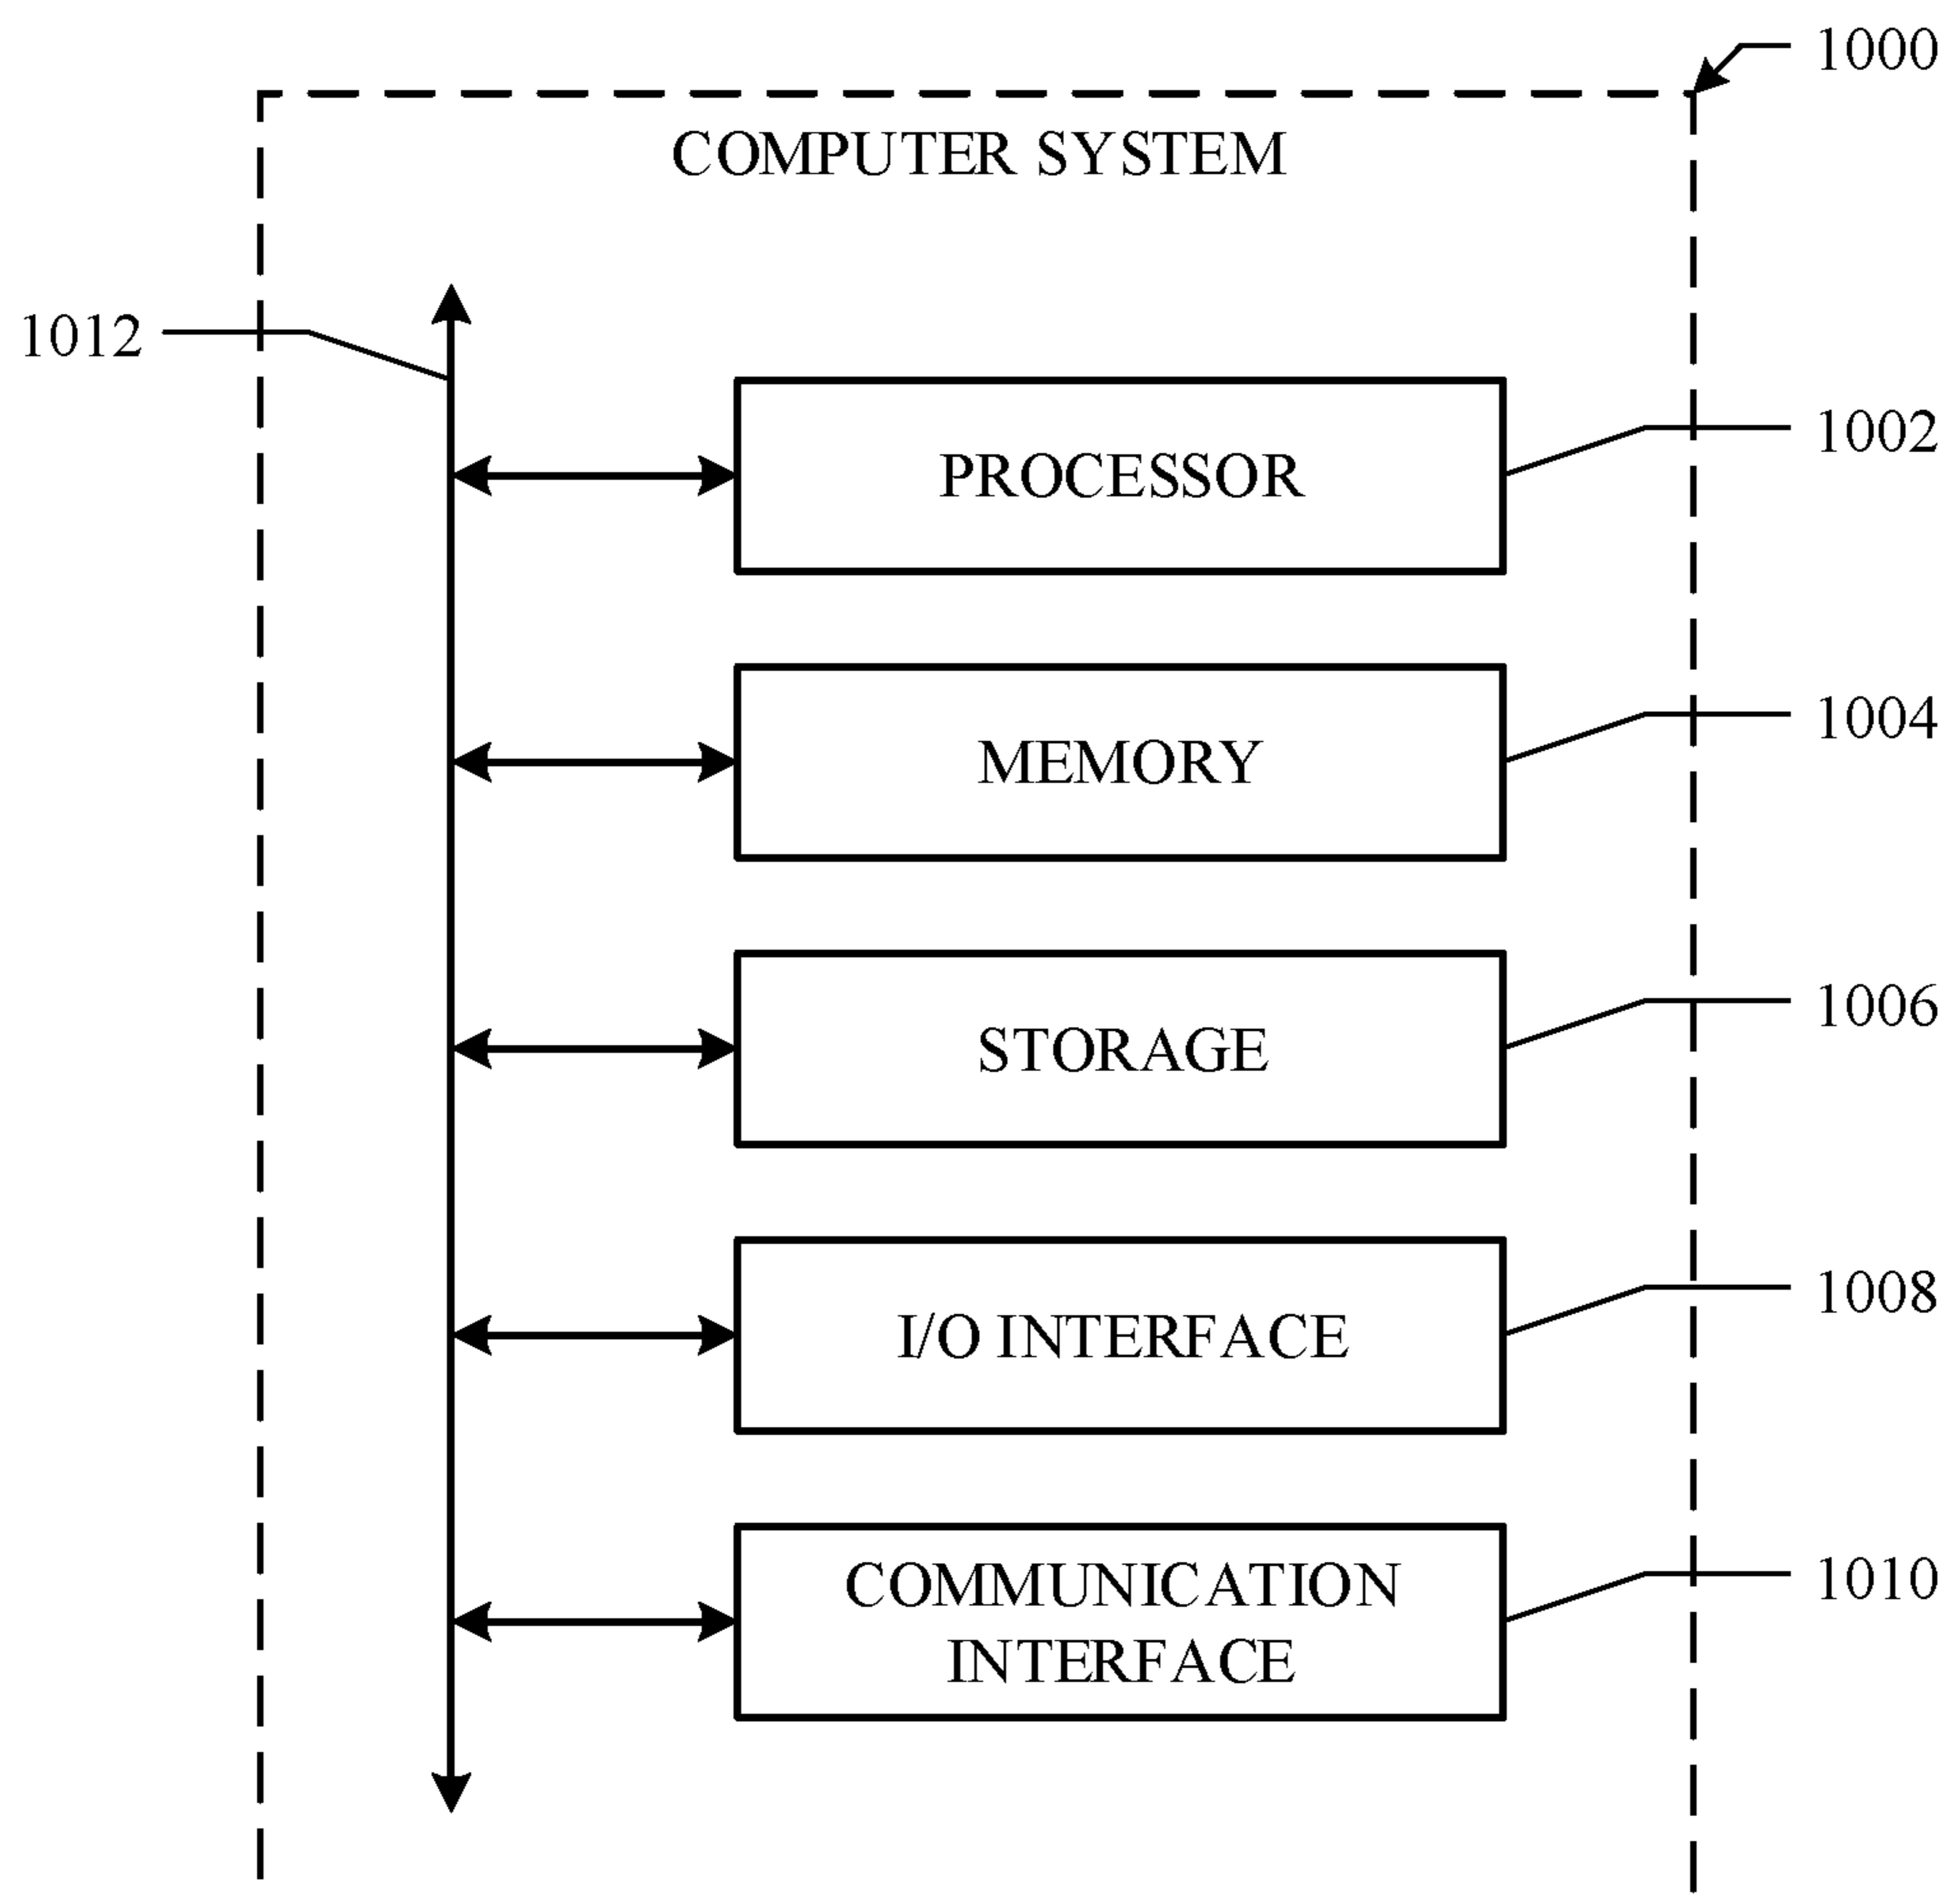 1000
COMPUTER SYSTEM
1012
1002
PROCESSOR
1004
MEMORY
1006
STORAGE
1008
I/O INTERFACE
1010
COMMUNICATION
INTERFACE